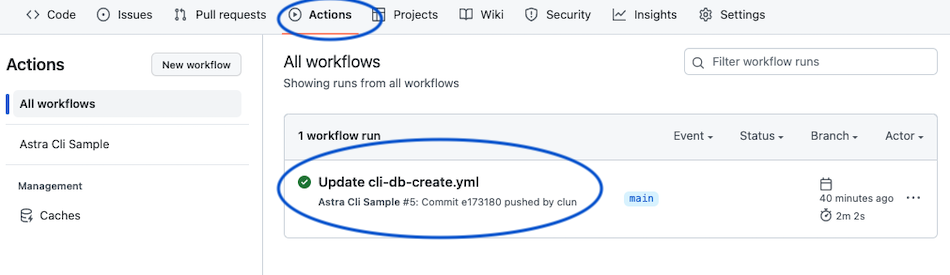 Code Issues Pull requests Actions Projects Wiki Security Insights Settings
Actions New workflow
All workflows
Astra Cli Sample
Management
Caches
All workflows
Showing runs from all workflows
Filter workflow runs
1 workflow run Event Status Branch Actor
Update cli-db-create.yml
Astra Cli Sample #5: Commit e173180 pushed by clun
main
40 minutes ago
2m 2s